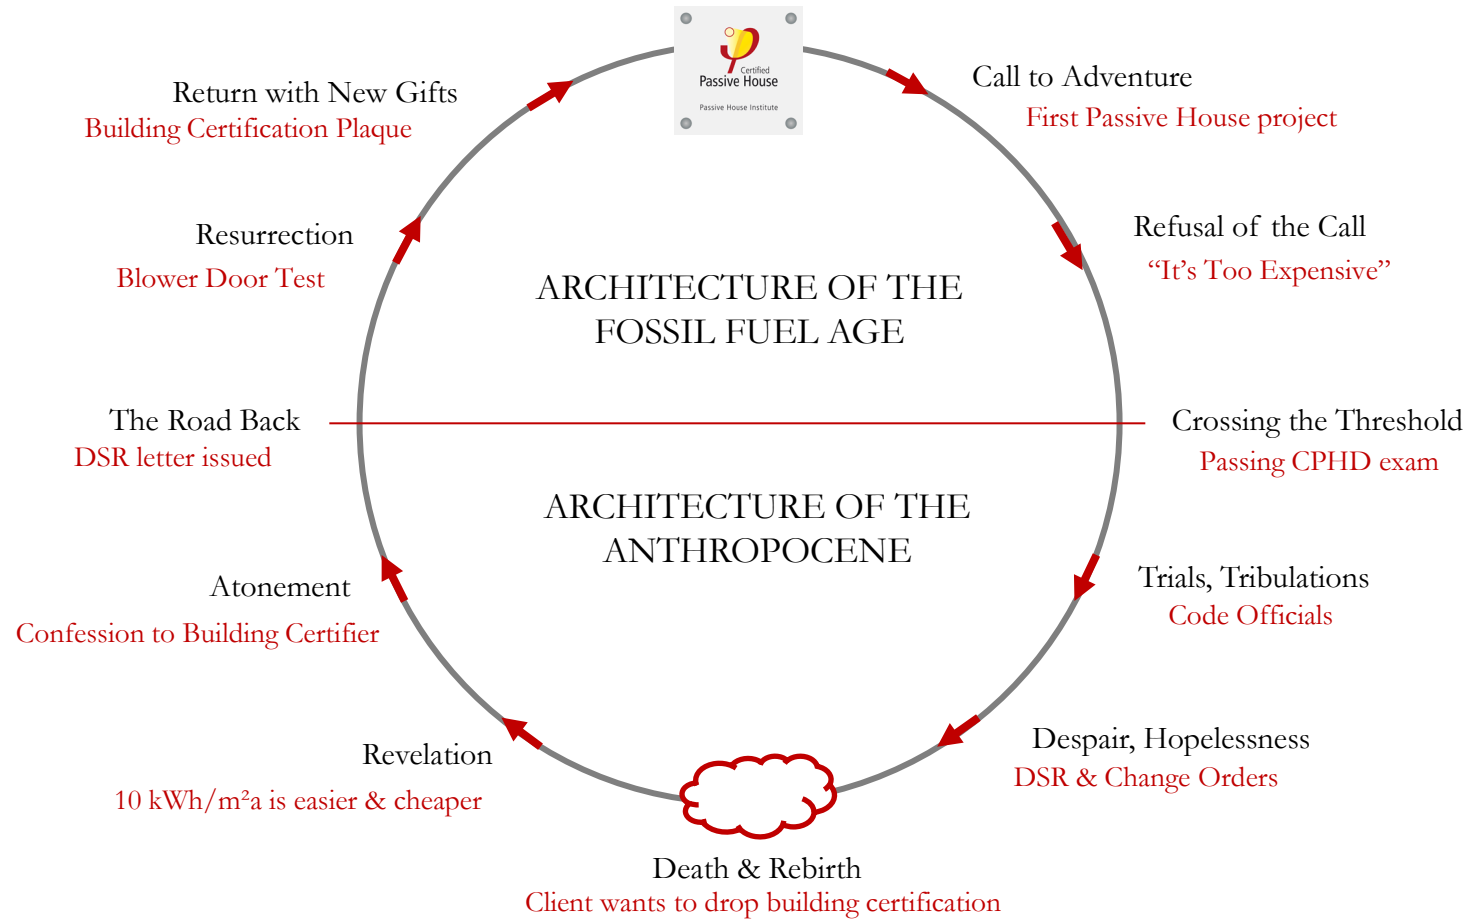 Certified
Passive House
Passive House Institute
Call to Adventure
First Passive House project
Refusal of the Call
“It’s Too Expensive”
Crossing the Threshold
Passing CPHD exam
Trials, Tribulations
Code Officials
Despair, Hopelessness
DSR & Change Orders
Death & Rebirth
Client wants to drop building certification
Revelation
10 kWh/m²a is easier & cheaper
Atonement
Confession to Building Certifier
The Road Back
DSR letter issued
Resurrection
Blower Door Test
Return with New Gifts
Building Certification Plaque
ARCHITECTURE OF THE
FOSSIL FUEL AGE
ARCHITECTURE OF THE
ANTHROPOCENE